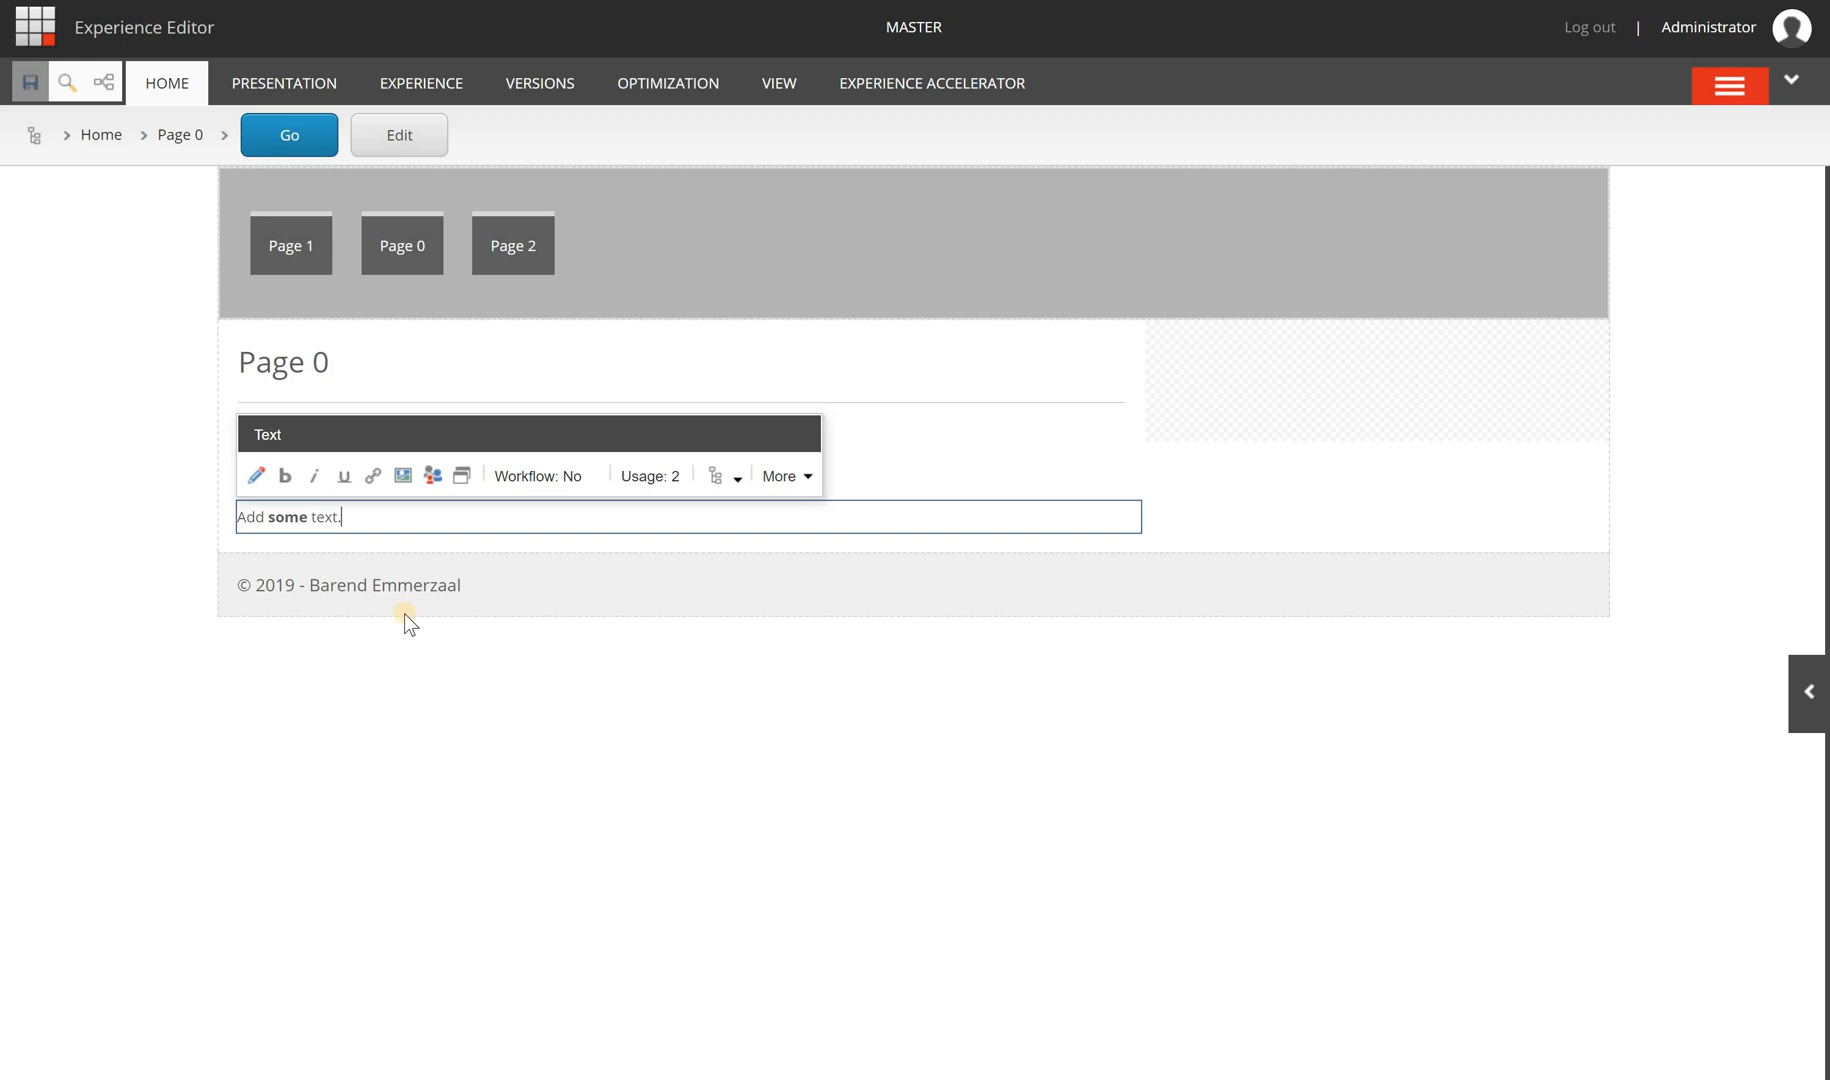 Experience Editor
MASTER
Log out | Administrator
HOME PRESENTATION EXPERIENCE VERSIONS OPTIMIZATION VIEW EXPERIENCE ACCELERATOR
Home Page 0 Go Edit
Page 1 Page 0 Page 2
Page 0
Text
b i u Workflow: No Usage: 2 More
Add some text.
© 2019 - Barend Emmerzaal